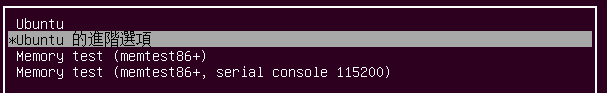 Ubuntu
*Ubuntu 的進階選項
Memory test (memtest86+)
Memory test (memtest86+, serial console 115200)